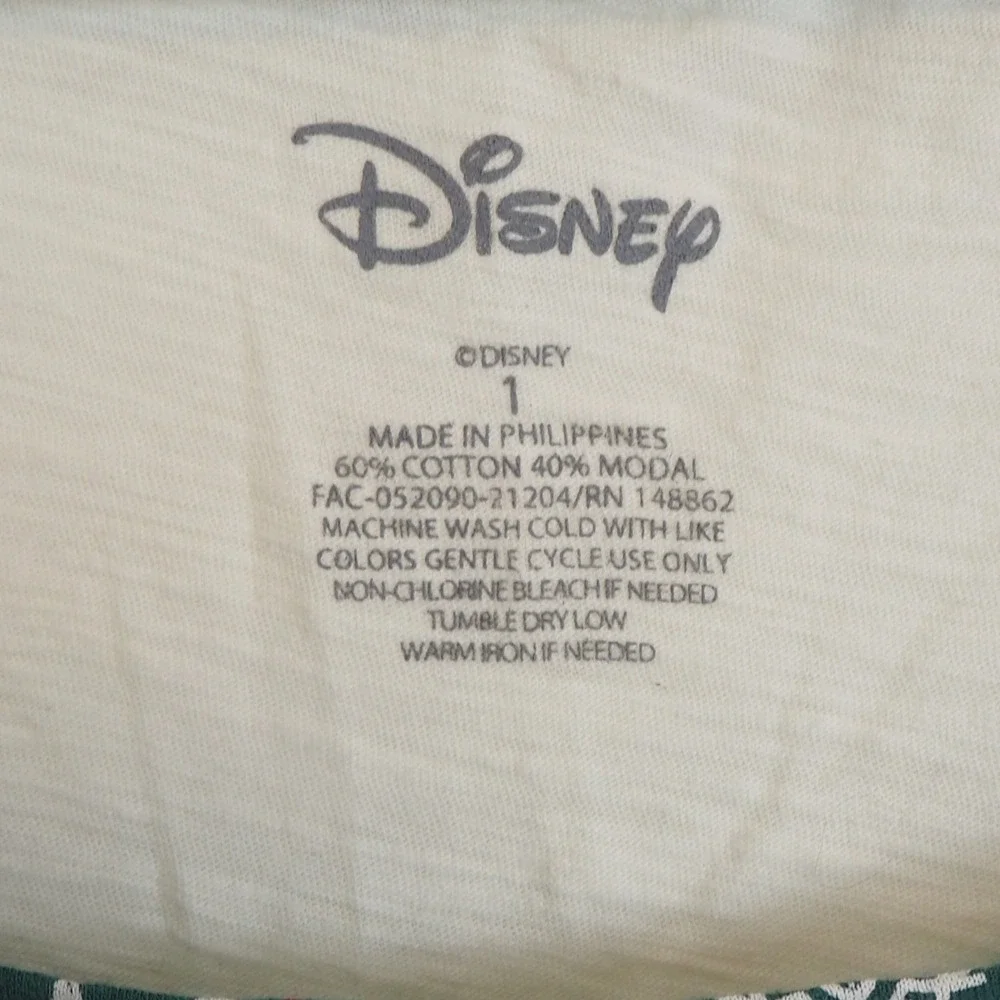 Disney
©DISNEY
1
MADE IN PHILIPPINES
60% COTTON 40% MODAL
FAC-052090-21204/RN 148862
MACHINE WASH COLD WITH LIKE
COLORS GENTLE CYCLE USE ONLY
NON-CHLORINE BLEACH IF NEEDED
TUMBLE DRY LOW
WARM IRON IF NEEDED